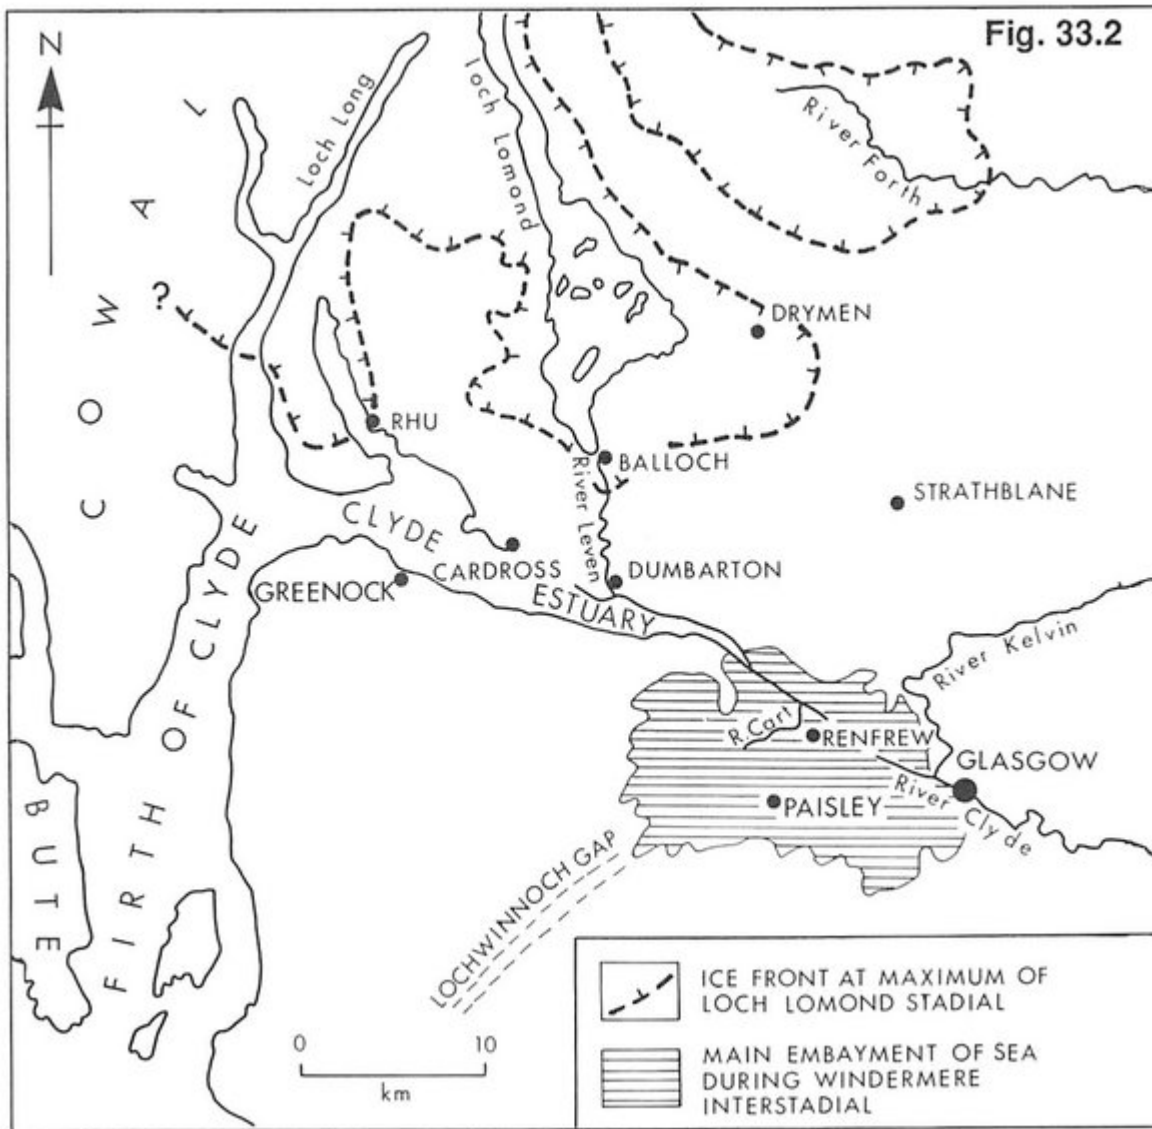 Fig. 33.2
N
COWAL
?
Loch Long
Loch Lomond
River Forth
DRYMEN
RHU
BALLOCH
River Leven
STRATHBLANE
CLYDE
ESTUARY
CARDROSS
GREENOCK
DUMBARTON
FIRTH OF CLYDE
River Kelvin
R. Cart
RENFREW
GLASGOW
PAISLEY
River Clyde
BUTE
LOCHWINNOCH GAP
0 10
km
ICE FRONT AT MAXIMUM OF
LOCH LOMOND STADIAL
MAIN EMBAYMENT OF SEA
DURING WINDERMERE
INTERSTADIAL